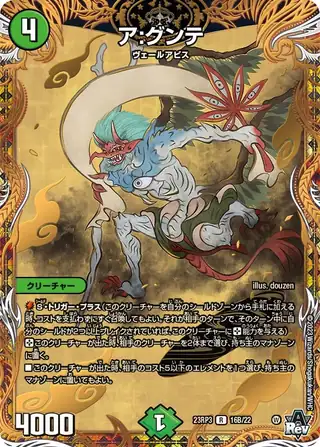 4
ア:グンテ
ヴェールアビス
クリーチャー
illus. douzen
S・トリガー・プラス(このクリーチャーを自分のシールドゾーンから手札に加える
時、コストを支払わずにすぐ召喚してもよい。それが相手のターンで、そのターン中に自
分のシールドが2つ以上ブレイクされていれば、このクリーチャーに能力を与える)
このクリーチャーが出た時、相手のクリーチャーを2体まで選び、持ち主のマナゾーン
に置く。
■このクリーチャーが出た時、相手のコスト5以下のエレメントを1つ選び、持ち主の
マナゾーンに置いてもよい。
4000
1
23RP3 R 16B/22
W
Rev